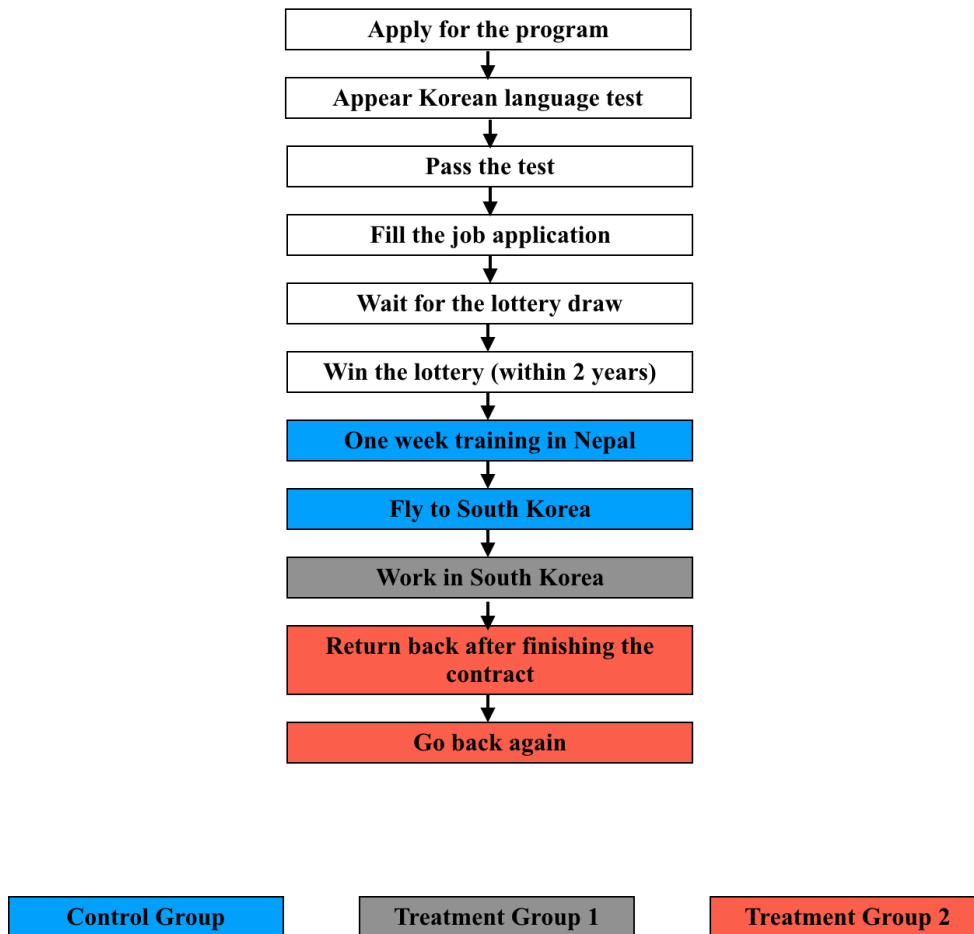 Apply for the program
Appear Korean language test
Pass the test
Fill the job application
Wait for the lottery draw
Win the lottery (within 2 years)
One week training in Nepal
Fly to South Korea
Work in South Korea
Return back after finishing the
contract
Go back again
Control Group
Treatment Group 1
Treatment Group 2